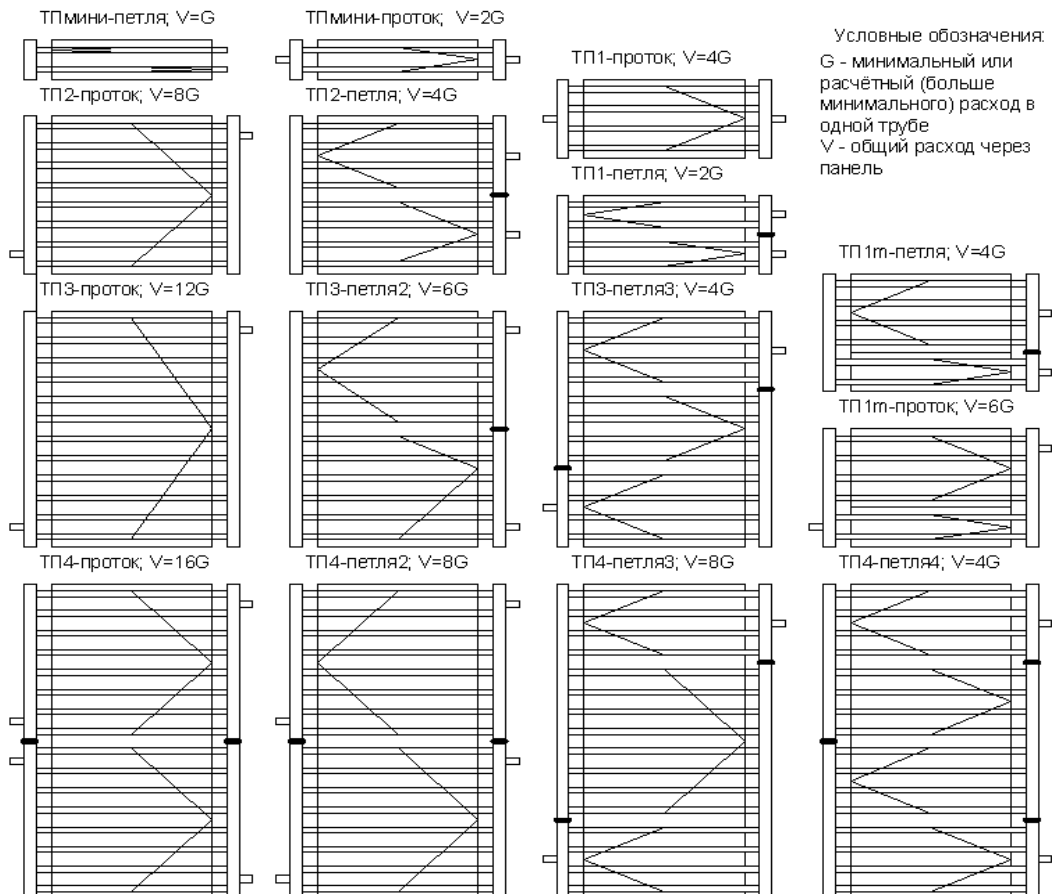 ТПмини-петля; V=G
ТПмини-проток; V=2G
ТП1-проток; V=4G
Условные обозначения:
G - минимальный или
расчётный (больше
минимального) расход в
одной трубе
V - общий расход через
панель
ТП2-проток; V=8G
ТП2-петля; V=4G
ТП1-петля; V=2G
ТП1m-петля; V=4G
ТП3-проток; V=12G
ТП3-петля2; V=6G
ТП3-петля3; V=4G
ТП1m-проток; V=6G
ТП4-проток; V=16G
ТП4-петля2; V=8G
ТП4-петля3; V=8G
ТП4-петля4; V=4G